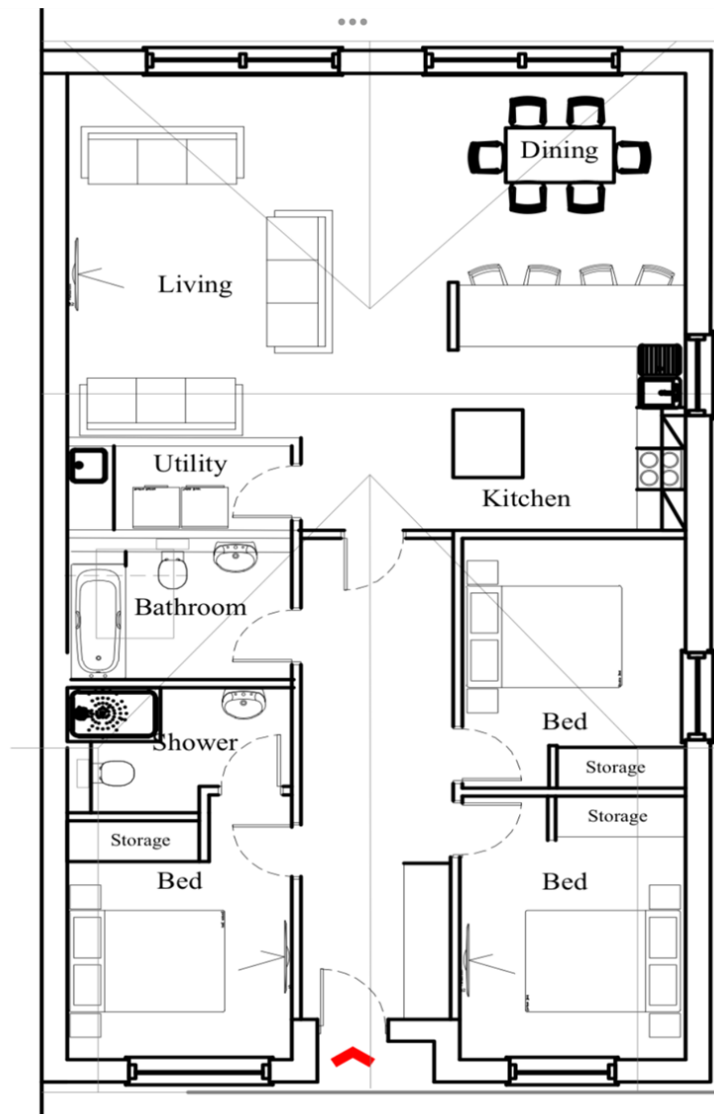 Dining
Living
Utility
Kitchen
Bathroom
Bed
Shower
Storage
Storage
Storage
Bed
Bed